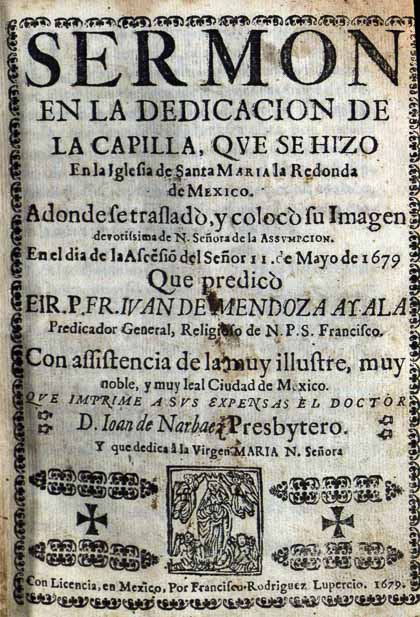 SERMON
EN LA DEDICACION DE
LA CAPILLA, QVE SE HIZO
En la Iglesia de Santa MARIA la Redonda
de MEXICO.
Adonde se traslado, y coloco su Imagen
devotissima de N. Señora de la ASSVMPCION.
En el dia de la Ascēsiō del Señor 11. de Mayo de 1679
Que predicò
El R. P. FR. IVAN DE MENDOZA AYALA
Predicador General, Religioso de N. P. S. Francisco.
Con assistencia de la muy illustre, muy
noble, y muy leal Ciudad de Mexico.
QVE IMPRIME A SVS EXPENSAS EL DOCTOR
D. Ioan de Narbaez Presbytero.
Y que dedica à la Virgen MARIA N. Señora
Con Licencia, en Mexico, Por Francisco Rodriguez Lupercio. 1679.